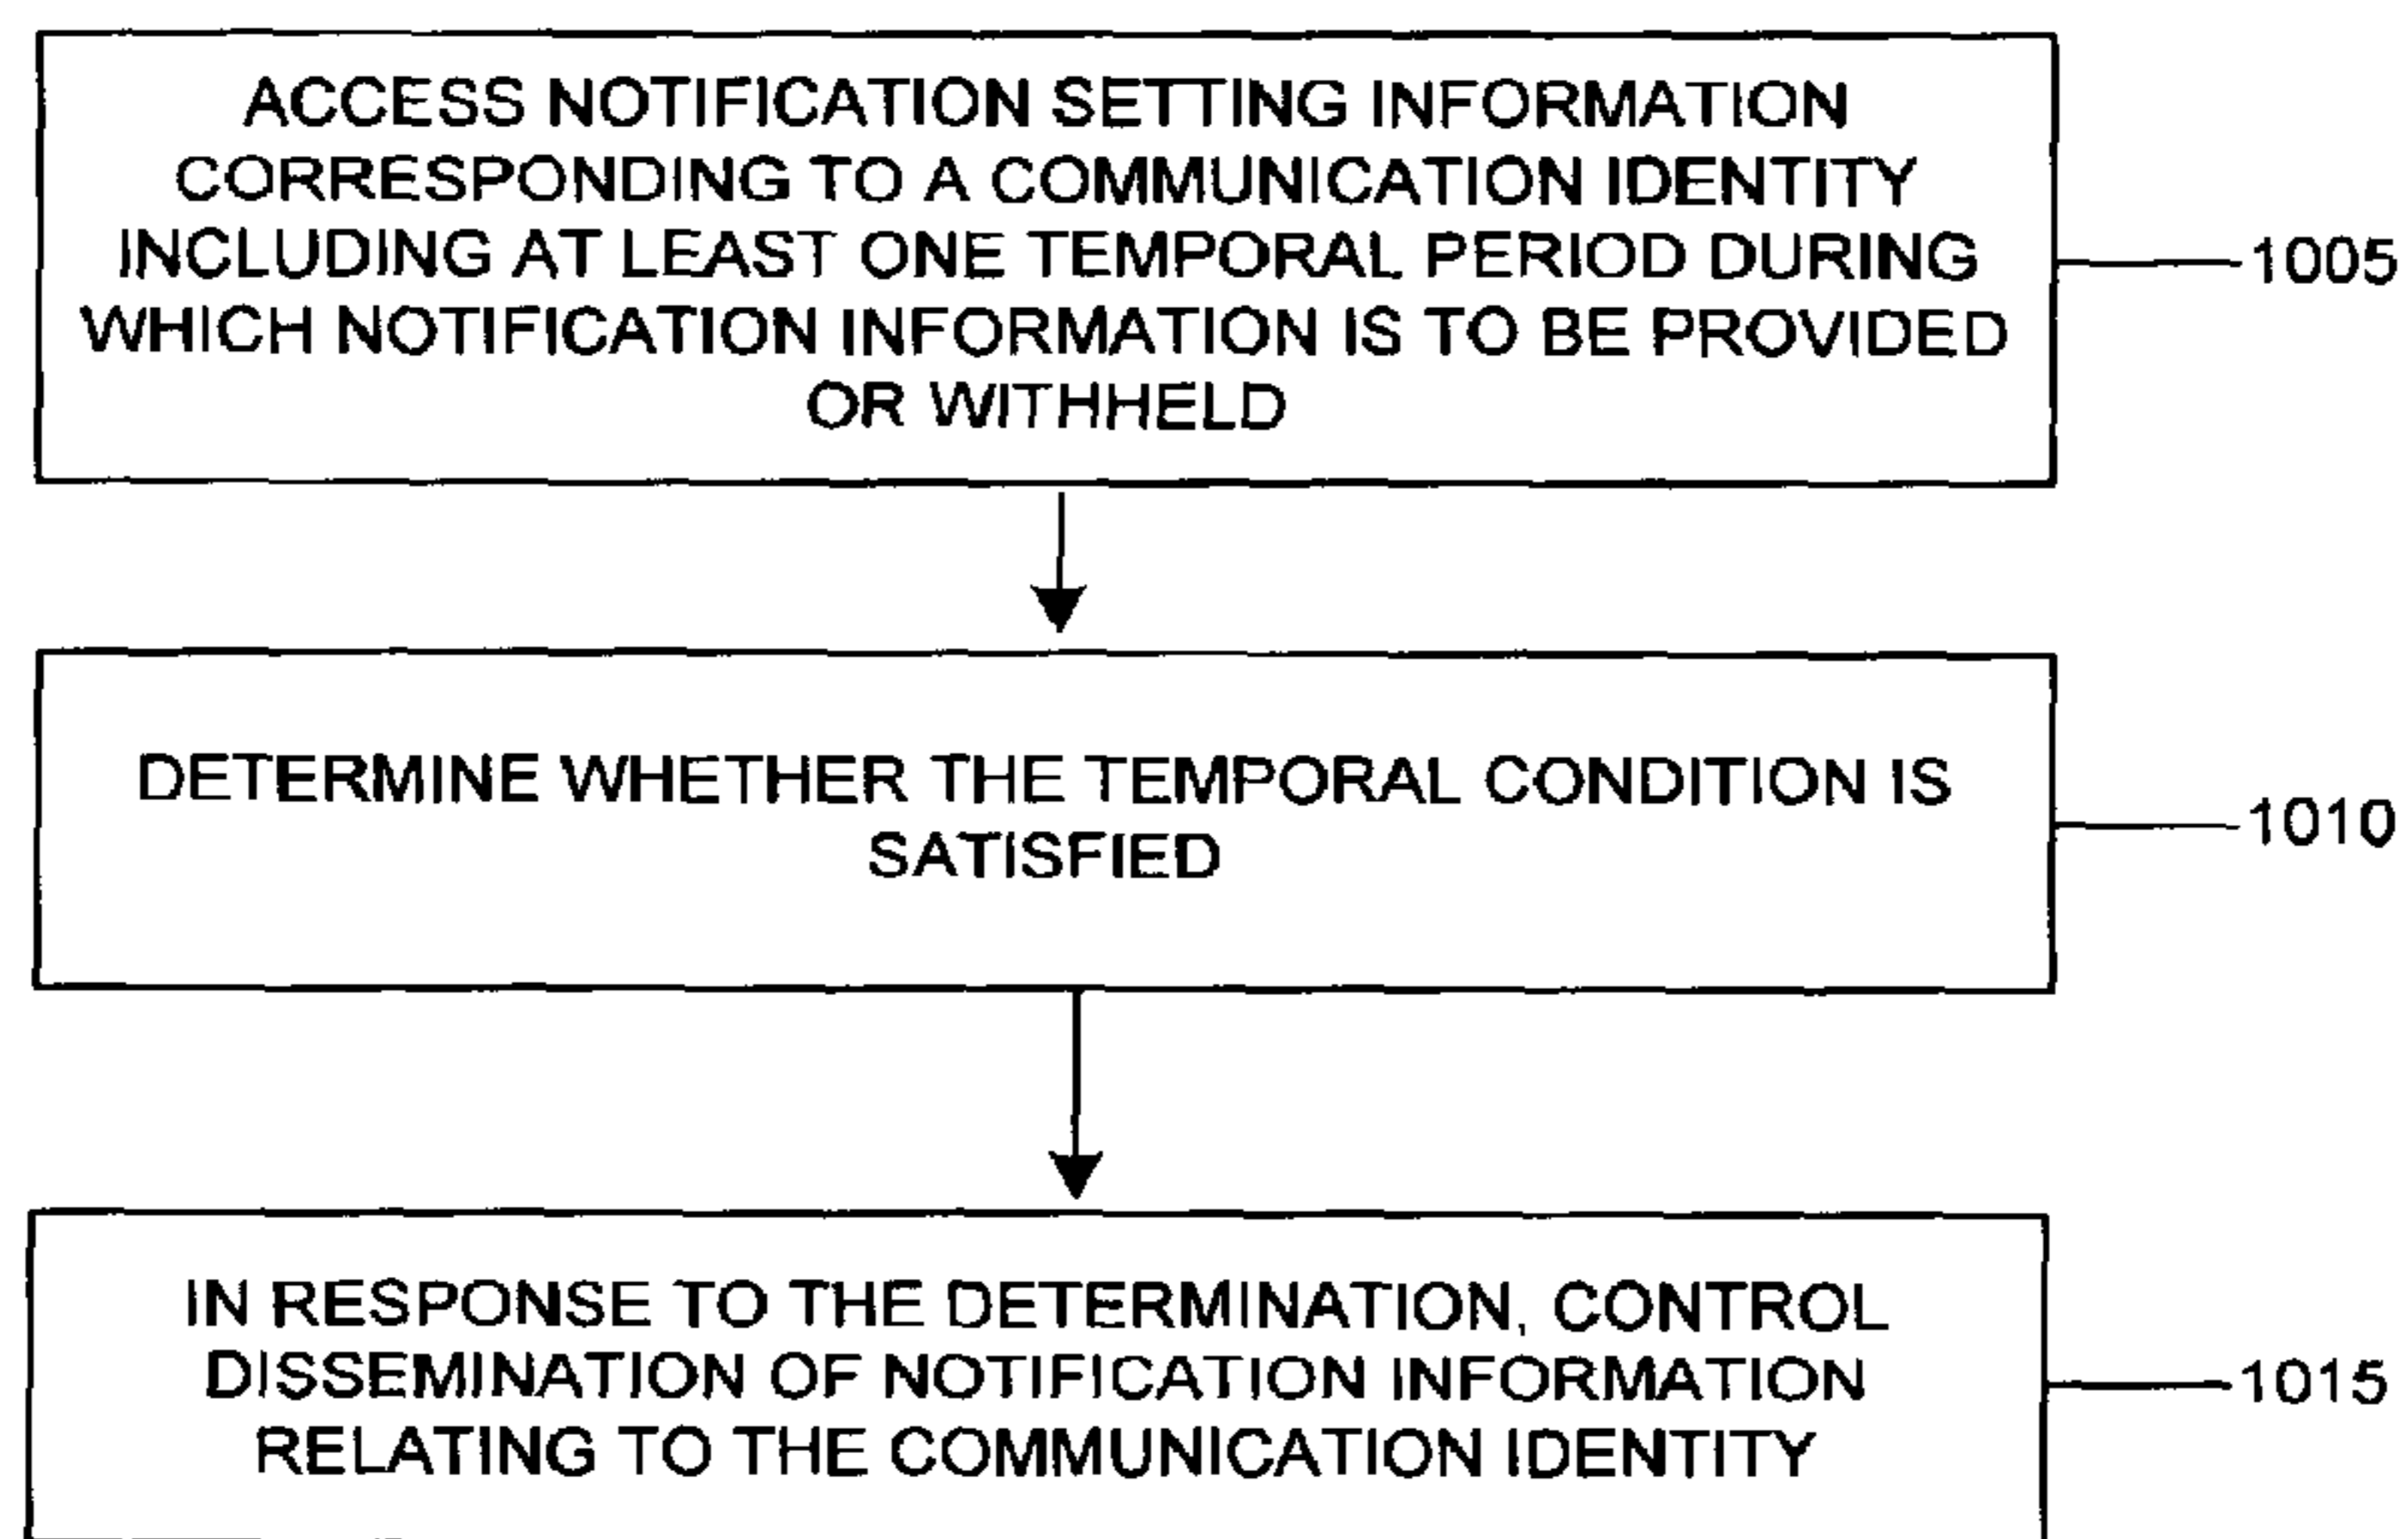 ACCESS NOTIFICATION SETTING INFORMATION
CORRESPONDING TO A COMMUNICATION IDENTITY
INCLUDING AT LEAST ONE TEMPORAL PERIOD DURING
WHICH NOTIFICATION INFORMATION IS TO BE PROVIDED
OR WITHHELD
1005
DETERMINE WHETHER THE TEMPORAL CONDITION IS
SATISFIED
1010
IN RESPONSE TO THE DETERMINATION, CONTROL
DISSEMINATION OF NOTIFICATION INFORMATION
RELATING TO THE COMMUNICATION IDENTITY
1015